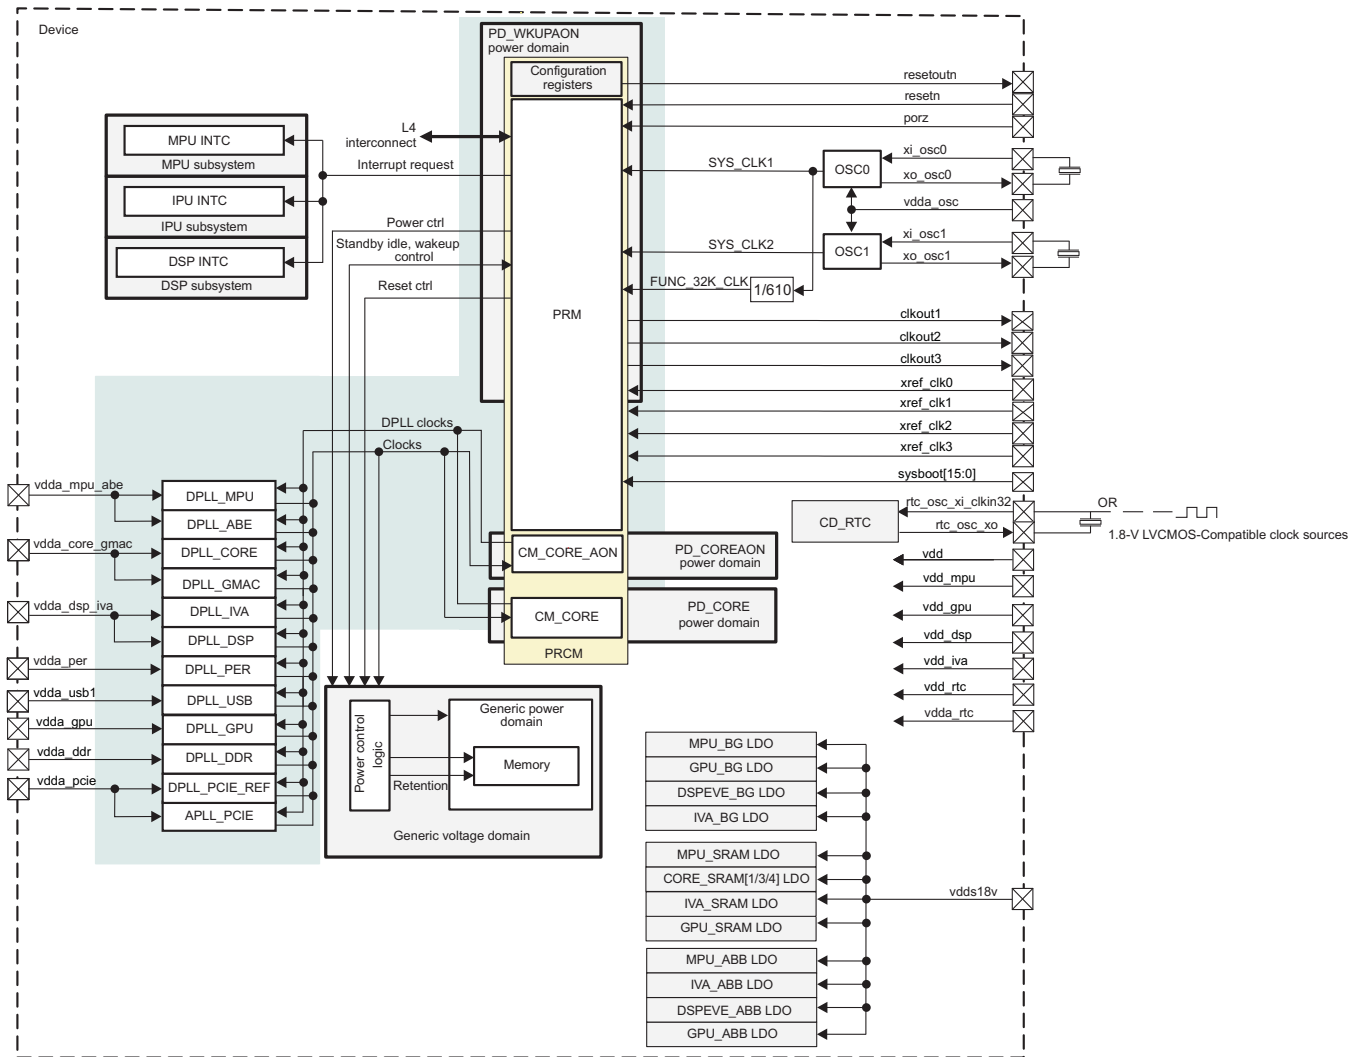 Device
PD_WKUPAON
power domain
Configuration
registers
resetoutn
resetn
porz
MPU INTC
MPU subsystem
IPU INTC
IPU subsystem
DSP INTC
DSP subsystem
L4
interconnect
Interrupt request
Power ctrl
Standby idle, wakeup
control
Reset ctrl
PRM
SYS_CLK1
OSC0
xi_osc0
xo_osc0
vdda_osc
SYS_CLK2
OSC1
xi_osc1
xo_osc1
FUNC_32K_CLK
1/610
clkout1
clkout2
clkout3
xref_clk0
xref_clk1
xref_clk2
xref_clk3
sysboot[15:0]
DPLL clocks
Clocks
vdda_mpu_abe
vdda_core_gmac
vdda_dsp_iva
vdda_per
vdda_usb1
vdda_gpu
vdda_ddr
vdda_pcie
DPLL_MPU
DPLL_ABE
DPLL_CORE
DPLL_GMAC
DPLL_IVA
DPLL_DSP
DPLL_PER
DPLL_USB
DPLL_GPU
DPLL_DDR
DPLL_PCIE_REF
APLL_PCIE
CM_CORE_AON
PD_COREAON
power domain
CM_CORE
PD_CORE
power domain
PRCM
CD_RTC
rtc_osc_xi_clkin32
rtc_osc_xo
OR
1.8-V LVCMOS-Compatible clock sources
vdd
vdd_mpu
vdd_gpu
vdd_dsp
vdd_iva
vdd_rtc
vdda_rtc
Power control
logic
Generic power
domain
Memory
Retention
Generic voltage domain
MPU_BG LDO
GPU_BG LDO
DSPEVE_BG LDO
IVA_BG LDO
MPU_SRAM LDO
CORE_SRAM[1/3/4] LDO
IVA_SRAM LDO
GPU_SRAM LDO
vdds18v
MPU_ABB LDO
IVA_ABB LDO
DSPEVE_ABB LDO
GPU_ABB LDO